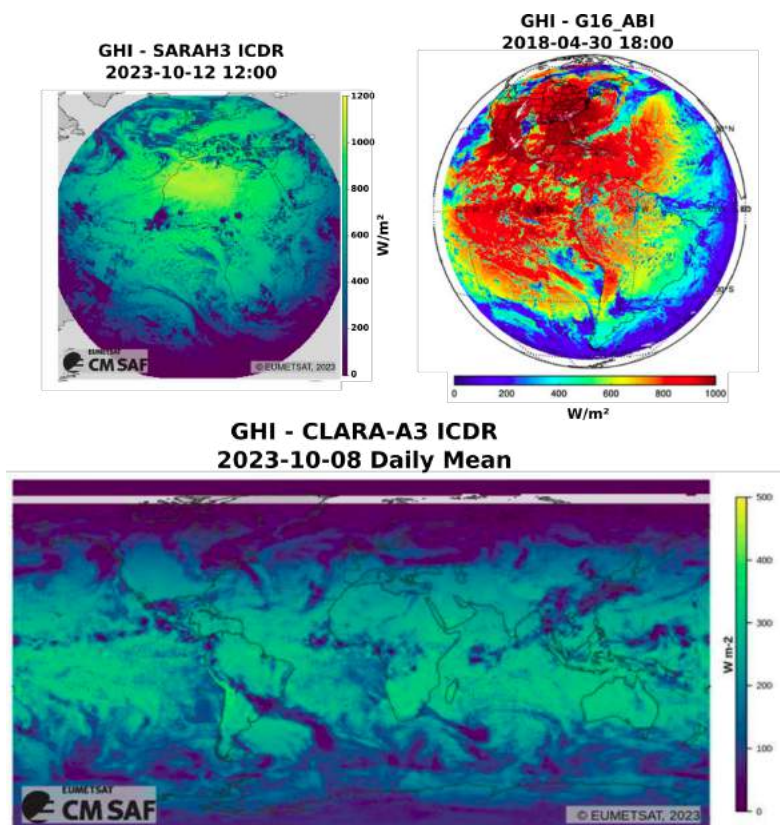 GHI - SARAH3 ICDR
2023-10-12 12:00
1200
1000
800
600
400
200
0
W/m²
EUMETSAT
CM SAF
© EUMETSAT, 2023
GHI - G16_ABI
2018-04-30 18:00
30°N
30°S
0 200 400 600 800 1000
W/m²
GHI - CLARA-A3 ICDR
2023-10-08 Daily Mean
500
400
300
200
100
0
W m-2
EUMETSAT
CM SAF
© EUMETSAT, 2023